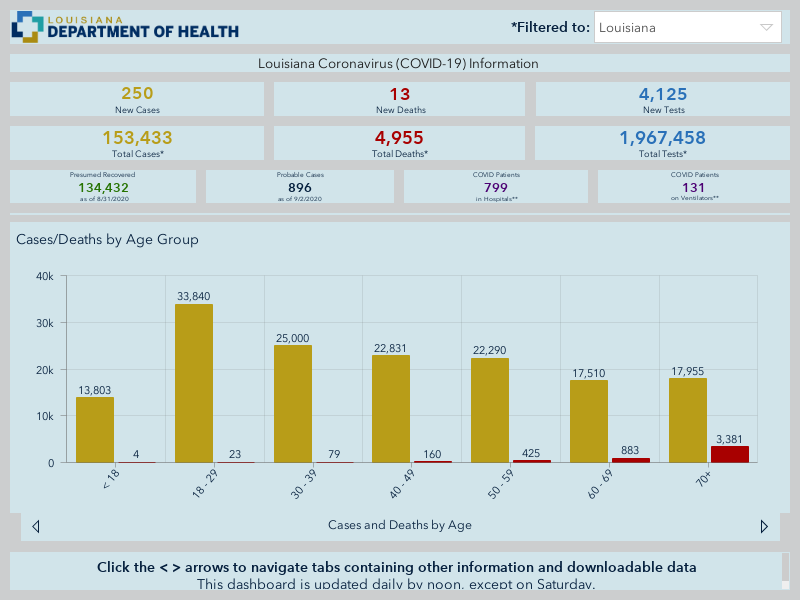 LOUISIANA
DEPARTMENT OF HEALTH
*Filtered to: Louisiana
Louisiana Coronavirus (COVID-19) Information
250 13 4,125
New Cases New Deaths New Tests
153,433 4,955 1,967,458
Total Cases* Total Deaths* Total Tests*
Presumed Recovered Probable Cases COVID Patients COVID Patients
134,432 896 799 131
as of 8/31/2020 as of 9/2/2020 in Hospitals** on Ventilators**
Cases/Deaths by Age Group
40k
33,840
30k
25,000
22,831 22,290
20k
17,510 17,955
13,803
10k
3,381
4 23 79 160 425 883
0
< 18 18 - 29 30 - 39 40 - 49 50 - 59 60 - 69 70+
Cases and Deaths by Age
Click the < > arrows to navigate tabs containing other information and downloadable data
This dashboard is updated daily by noon, except on Saturday.